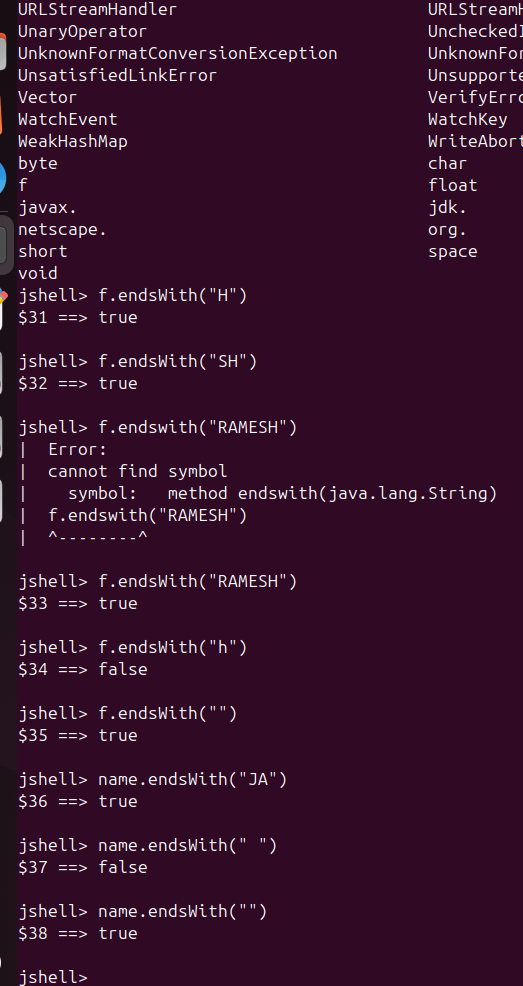 URLStreamHandler URLStreamH
UnaryOperator UncheckedI
UnknownFormatConversionException UnknownFor
UnsatisfiedLinkError Unsupporte
Vector VerifyErro
WatchEvent WatchKey
WeakHashMap WriteAbort
byte char
f float
javax. jdk.
netscape. org.
short space
void
jshell> f.endsWith("H")
$31 ==> true
jshell> f.endsWith("SH")
$32 ==> true
jshell> f.endswith("RAMESH")
| Error:
| cannot find symbol
| symbol: method endswith(java.lang.String)
| f.endswith("RAMESH")
| ^--------^
jshell> f.endsWith("RAMESH")
$33 ==> true
jshell> f.endsWith("h")
$34 ==> false
jshell> f.endsWith("")
$35 ==> true
jshell> name.endsWith("JA")
$36 ==> true
jshell> name.endsWith(" ")
$37 ==> false
jshell> name.endsWith("")
$38 ==> true
jshell>